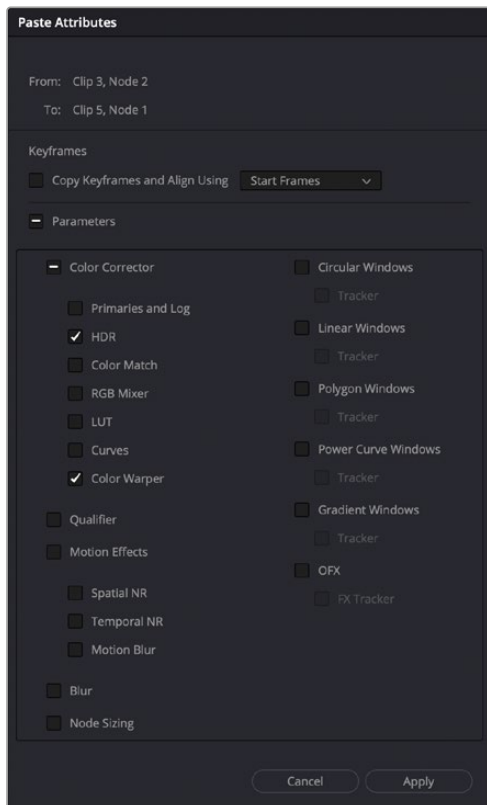 Paste Attributes
From: Clip 3, Node 2
To: Clip 5, Node 1
Keyframes
Copy Keyframes and Align Using Start Frames
Parameters
Color Corrector
Primaries and Log
HDR
Color Match
RGB Mixer
LUT
Curves
Color Warper
Qualifier
Motion Effects
Spatial NR
Temporal NR
Motion Blur
Blur
Node Sizing
Circular Windows
Tracker
Linear Windows
Tracker
Polygon Windows
Tracker
Power Curve Windows
Tracker
Gradient Windows
Tracker
OFX
FX Tracker
Cancel Apply